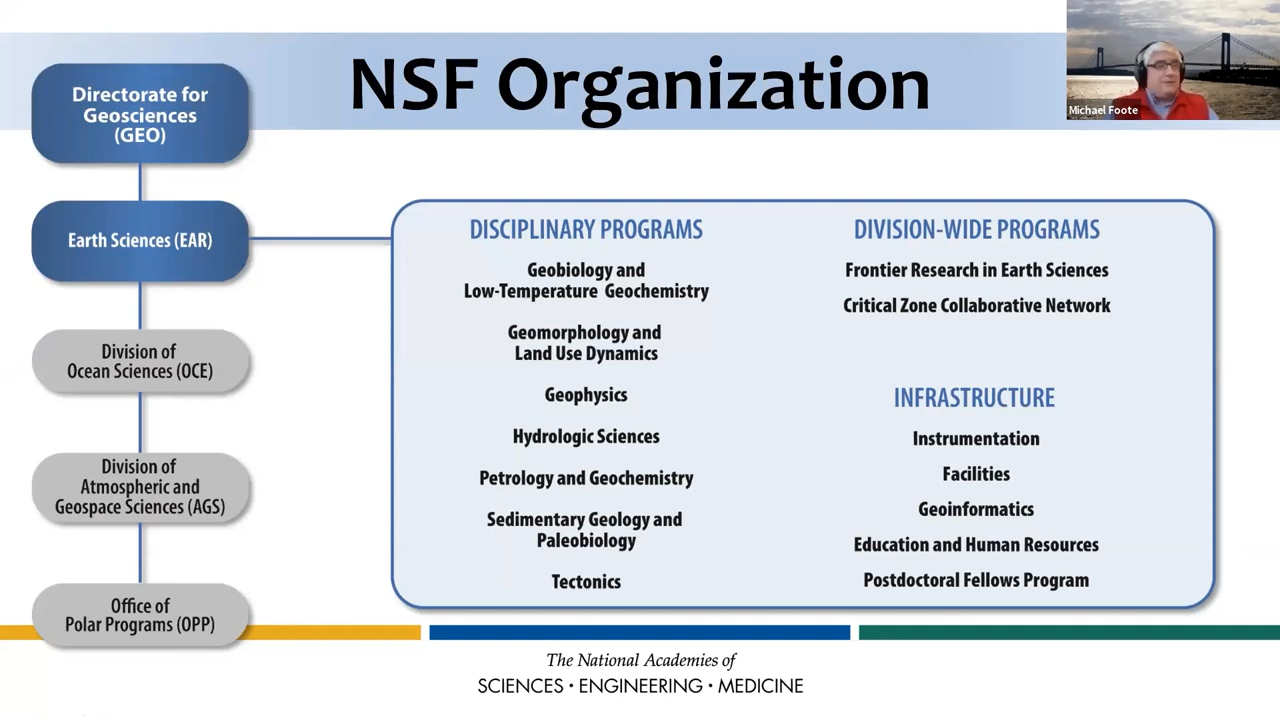 NSF Organization
Michael Foote
Directorate for
Geosciences
(GEO)
Earth Sciences (EAR)
Division of
Ocean Sciences (OCE)
Division of
Atmospheric and
Geospace Sciences (AGS)
Office of
Polar Programs (OPP)
DISCIPLINARY PROGRAMS
Geobiology and
Low-Temperature Geochemistry
Geomorphology and
Land Use Dynamics
Geophysics
Hydrologic Sciences
Petrology and Geochemistry
Sedimentary Geology and
Paleobiology
Tectonics
DIVISION-WIDE PROGRAMS
Frontier Research in Earth Sciences
Critical Zone Collaborative Network
INFRASTRUCTURE
Instrumentation
Facilities
Geoinformatics
Education and Human Resources
Postdoctoral Fellows Program
The National Academies of
SCIENCES • ENGINEERING • MEDICINE